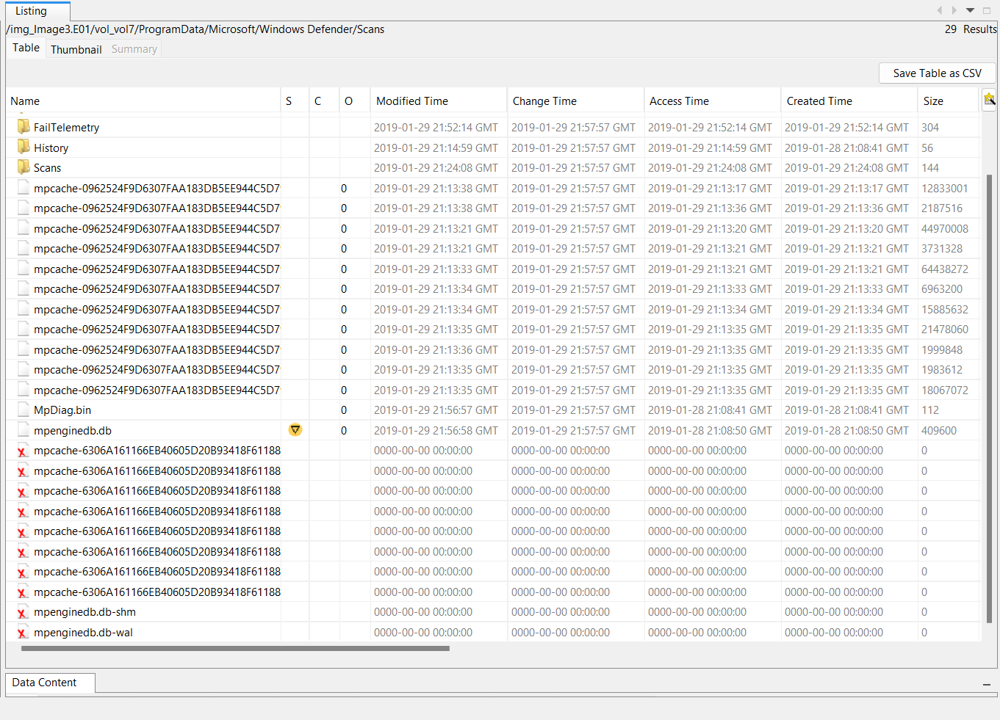 Listing
/img_Image3.E01/vol_vol7/ProgramData/Microsoft/Windows Defender/Scans 29 Results
Table Thumbnail Summary
Save Table as CSV
Name S C O Modified Time Change Time Access Time Created Time Size
FailTelemetry 2019-01-29 21:52:14 GMT 2019-01-29 21:57:57 GMT 2019-01-29 21:52:14 GMT 2019-01-29 21:52:14 GMT 304
History 2019-01-29 21:14:59 GMT 2019-01-29 21:57:57 GMT 2019-01-29 21:14:59 GMT 2019-01-28 21:08:41 GMT 56
Scans 2019-01-29 21:24:08 GMT 2019-01-29 21:57:57 GMT 2019-01-29 21:24:08 GMT 2019-01-29 21:24:08 GMT 144
mpcache-0962524F9D6307FAA183DB5EE944C5D7 0 2019-01-29 21:13:38 GMT 2019-01-29 21:57:57 GMT 2019-01-29 21:13:17 GMT 2019-01-29 21:13:17 GMT 12833001
mpcache-0962524F9D6307FAA183DB5EE944C5D7 0 2019-01-29 21:13:38 GMT 2019-01-29 21:57:57 GMT 2019-01-29 21:13:36 GMT 2019-01-29 21:13:36 GMT 2187516
mpcache-0962524F9D6307FAA183DB5EE944C5D7 0 2019-01-29 21:13:21 GMT 2019-01-29 21:57:57 GMT 2019-01-29 21:13:20 GMT 2019-01-29 21:13:20 GMT 44970008
mpcache-0962524F9D6307FAA183DB5EE944C5D7 0 2019-01-29 21:13:21 GMT 2019-01-29 21:57:57 GMT 2019-01-29 21:13:21 GMT 2019-01-29 21:13:21 GMT 3731328
mpcache-0962524F9D6307FAA183DB5EE944C5D7 0 2019-01-29 21:13:33 GMT 2019-01-29 21:57:57 GMT 2019-01-29 21:13:21 GMT 2019-01-29 21:13:21 GMT 64438272
mpcache-0962524F9D6307FAA183DB5EE944C5D7 0 2019-01-29 21:13:34 GMT 2019-01-29 21:57:57 GMT 2019-01-29 21:13:33 GMT 2019-01-29 21:13:33 GMT 6963200
mpcache-0962524F9D6307FAA183DB5EE944C5D7 0 2019-01-29 21:13:34 GMT 2019-01-29 21:57:57 GMT 2019-01-29 21:13:34 GMT 2019-01-29 21:13:34 GMT 15885632
mpcache-0962524F9D6307FAA183DB5EE944C5D7 0 2019-01-29 21:13:35 GMT 2019-01-29 21:57:57 GMT 2019-01-29 21:13:35 GMT 2019-01-29 21:13:35 GMT 21478060
mpcache-0962524F9D6307FAA183DB5EE944C5D7 0 2019-01-29 21:13:36 GMT 2019-01-29 21:57:57 GMT 2019-01-29 21:13:35 GMT 2019-01-29 21:13:35 GMT 1999848
mpcache-0962524F9D6307FAA183DB5EE944C5D7 0 2019-01-29 21:13:35 GMT 2019-01-29 21:57:57 GMT 2019-01-29 21:13:35 GMT 2019-01-29 21:13:35 GMT 1983612
mpcache-0962524F9D6307FAA183DB5EE944C5D7 0 2019-01-29 21:13:35 GMT 2019-01-29 21:57:57 GMT 2019-01-29 21:13:35 GMT 2019-01-29 21:13:35 GMT 18067072
MpDiag.bin 0 2019-01-29 21:56:57 GMT 2019-01-29 21:57:57 GMT 2019-01-28 21:08:41 GMT 2019-01-28 21:08:41 GMT 112
mpenginedb.db 0 2019-01-29 21:56:58 GMT 2019-01-29 21:57:57 GMT 2019-01-28 21:08:50 GMT 2019-01-28 21:08:50 GMT 409600
mpcache-6306A161166EB40605D20B93418F61188 0000-00-00 00:00:00 0000-00-00 00:00:00 0000-00-00 00:00:00 0000-00-00 00:00:00 0
mpcache-6306A161166EB40605D20B93418F61188 0000-00-00 00:00:00 0000-00-00 00:00:00 0000-00-00 00:00:00 0000-00-00 00:00:00 0
mpcache-6306A161166EB40605D20B93418F61188 0000-00-00 00:00:00 0000-00-00 00:00:00 0000-00-00 00:00:00 0000-00-00 00:00:00 0
mpcache-6306A161166EB40605D20B93418F61188 0000-00-00 00:00:00 0000-00-00 00:00:00 0000-00-00 00:00:00 0000-00-00 00:00:00 0
mpcache-6306A161166EB40605D20B93418F61188 0000-00-00 00:00:00 0000-00-00 00:00:00 0000-00-00 00:00:00 0000-00-00 00:00:00 0
mpcache-6306A161166EB40605D20B93418F61188 0000-00-00 00:00:00 0000-00-00 00:00:00 0000-00-00 00:00:00 0000-00-00 00:00:00 0
mpcache-6306A161166EB40605D20B93418F61188 0000-00-00 00:00:00 0000-00-00 00:00:00 0000-00-00 00:00:00 0000-00-00 00:00:00 0
mpcache-6306A161166EB40605D20B93418F61188 0000-00-00 00:00:00 0000-00-00 00:00:00 0000-00-00 00:00:00 0000-00-00 00:00:00 0
mpenginedb.db-shm 0000-00-00 00:00:00 0000-00-00 00:00:00 0000-00-00 00:00:00 0000-00-00 00:00:00 0
mpenginedb.db-wal 0000-00-00 00:00:00 0000-00-00 00:00:00 0000-00-00 00:00:00 0000-00-00 00:00:00 0
Data Content